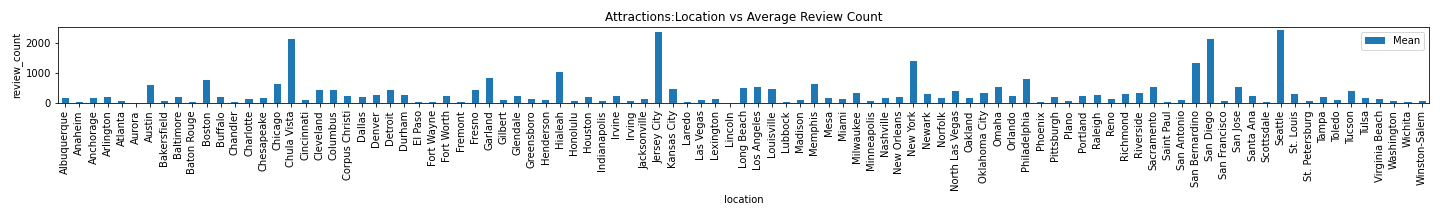 Attractions:Location vs Average Review Count
review_count
2000
1000
0
Mean
Albuquerque
Anaheim
Anchorage
Arlington
Atlanta
Aurora
Austin
Bakersfield
Baltimore
Baton Rouge
Boston
Buffalo
Chandler
Charlotte
Chesapeake
Chicago
Chula Vista
Cincinnati
Cleveland
Columbus
Corpus Christi
Dallas
Denver
Detroit
Durham
El Paso
Fort Wayne
Fort Worth
Fremont
Fresno
Garland
Gilbert
Glendale
Greensboro
Henderson
Hialeah
Honolulu
Houston
Indianapolis
Irvine
Irving
Jacksonville
Jersey City
Kansas City
Laredo
Las Vegas
Lexington
Lincoln
Long Beach
Los Angeles
Louisville
Lubbock
Madison
Memphis
Mesa
Miami
Milwaukee
Minneapolis
Nashville
New Orleans
New York
Newark
Norfolk
North Las Vegas
Oakland
Oklahoma City
Omaha
Orlando
Philadelphia
Phoenix
Pittsburgh
Plano
Portland
Raleigh
Reno
Richmond
Riverside
Sacramento
Saint Paul
San Antonio
San Bernardino
San Diego
San Francisco
San Jose
Santa Ana
Scottsdale
Seattle
St. Louis
St. Petersburg
Tampa
Toledo
Tucson
Tulsa
Virginia Beach
Washington
Wichita
Winston-Salem
location